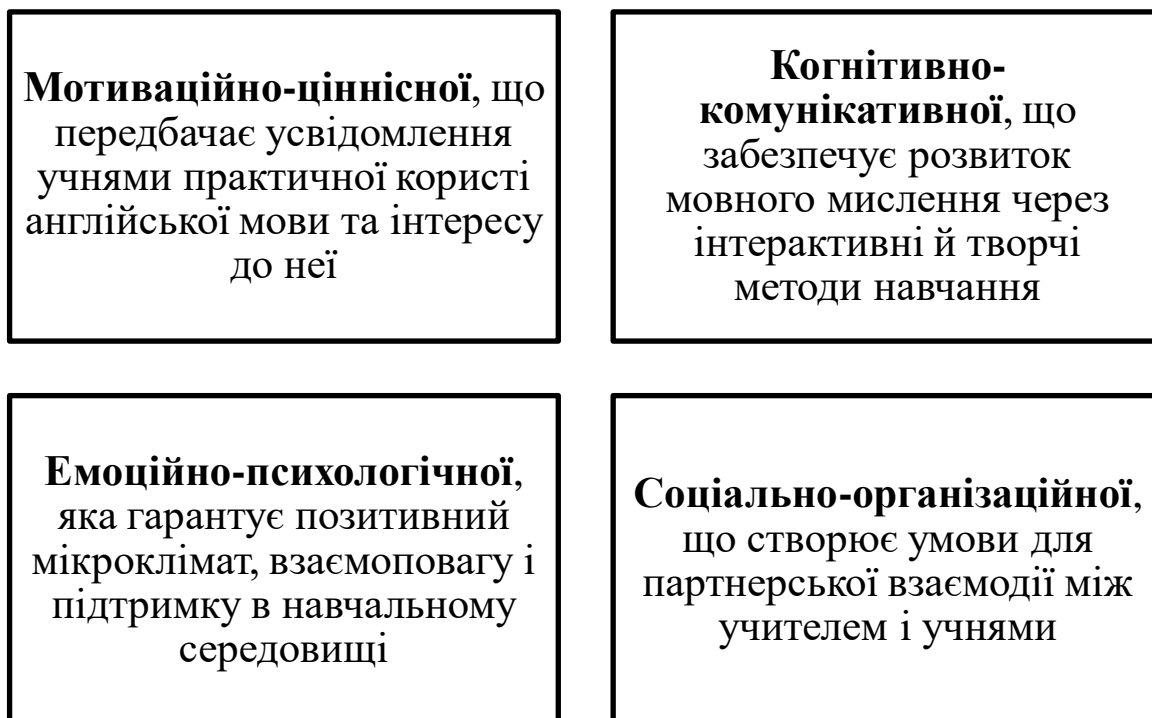 Мотиваційно-ціннісної, що
передбачає усвідомлення
учнями практичної користі
англійської мови та інтересу
до неї
Когнітивно-
комунікативної, що
забезпечує розвиток
мовного мислення через
інтерактивні й творчі
методи навчання
Емоційно-психологічної,
яка гарантує позитивний
мікроклімат, взаємоповагу і
підтримку в навчальному
середовищі
Соціально-організаційної,
що створює умови для
партнерської взаємодії між
учителем і учнями